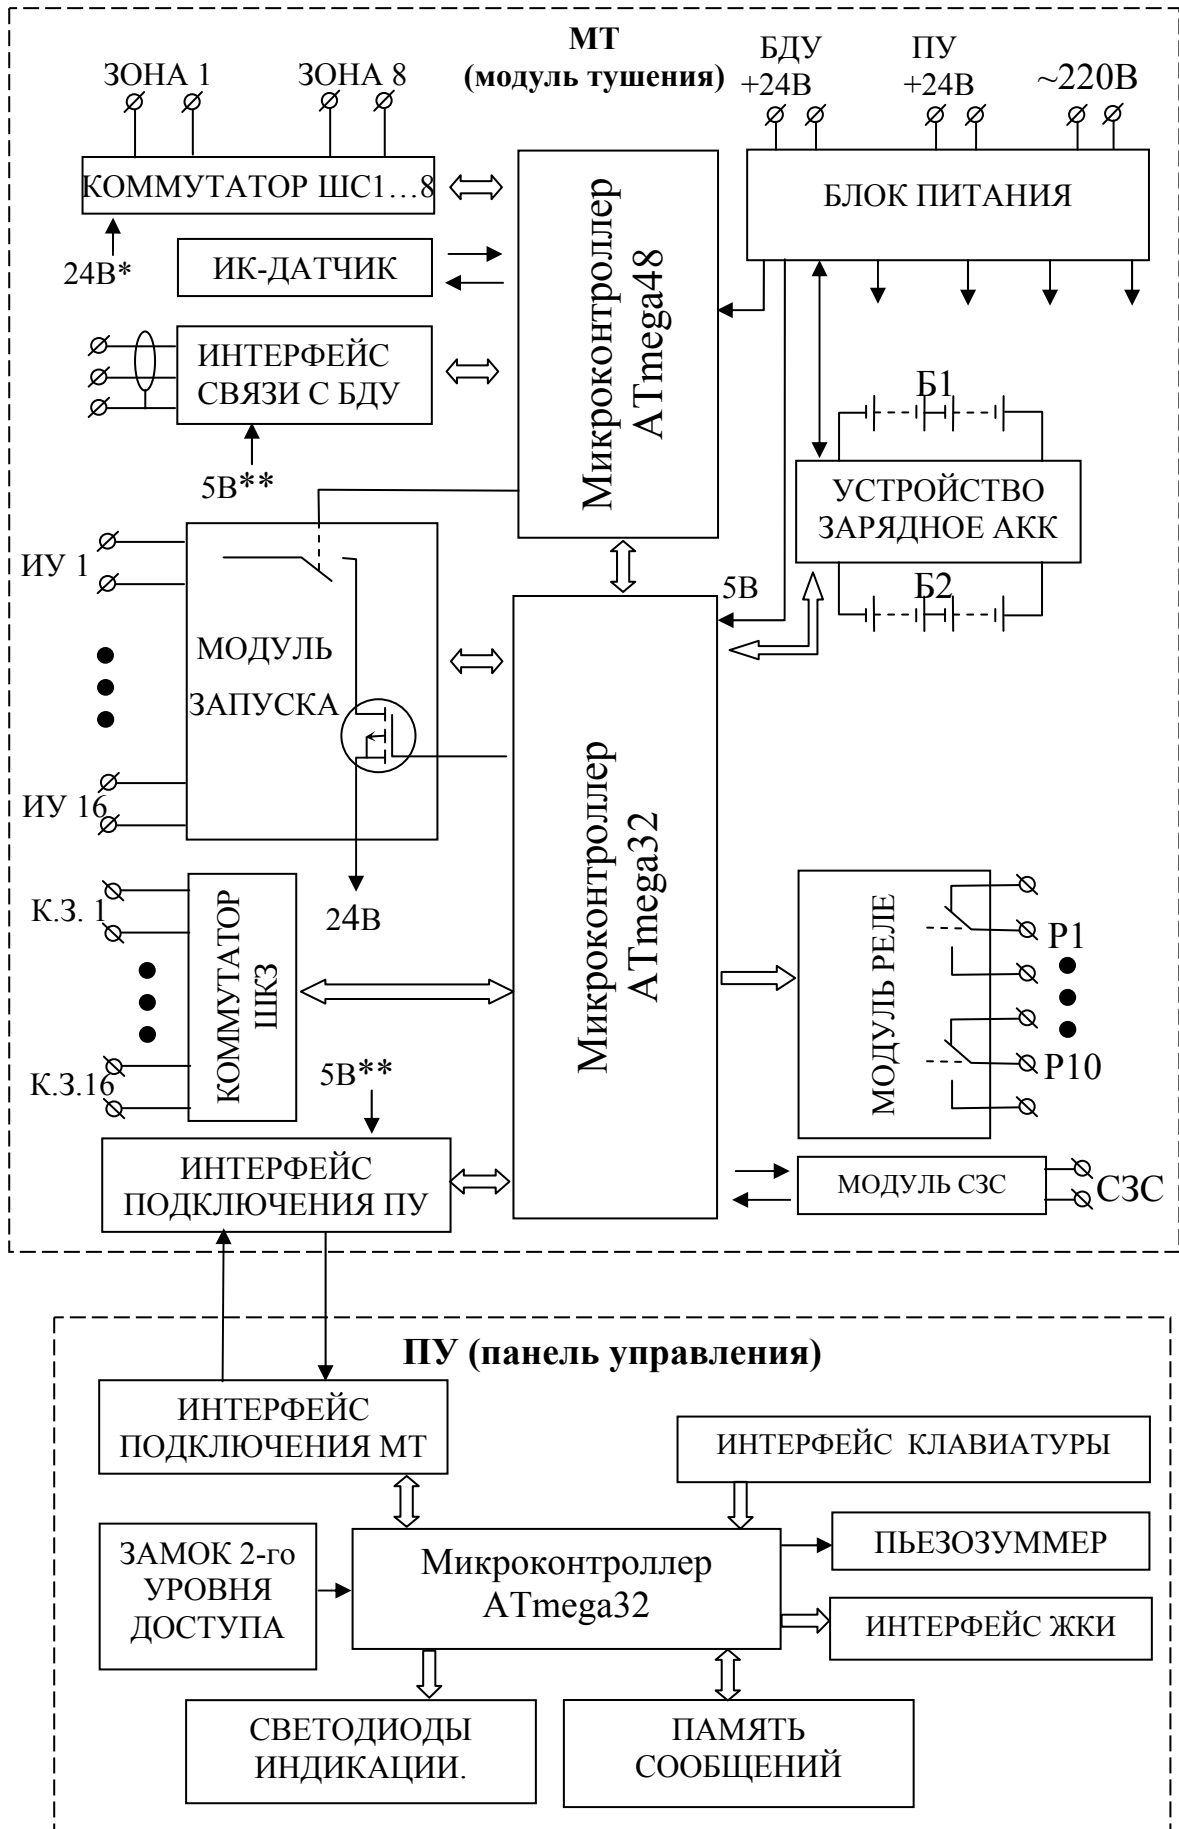 МТ
(модуль тушения)
ЗОНА 1
ЗОНА 8
БДУ
+24В
ПУ
+24В
~220В
КОММУТАТОР ШС1...8
24В*
ИК-ДАТЧИК
ИНТЕРФЕЙС
СВЯЗИ С БДУ
5В**
Микроконтроллер
ATmega48
БЛОК ПИТАНИЯ
Б1
УСТРОЙСТВО
ЗАРЯДНОЕ АКК
Б2
5В
ИУ 1
МОДУЛЬ
ЗАПУСКА
ИУ 16
24В
Микроконтроллер
ATmega32
К.З. 1
К.З.16
КОММУТАТОР
ШКЗ
5В**
МОДУЛЬ РЕЛЕ
Р1
Р10
ИНТЕРФЕЙС
ПОДКЛЮЧЕНИЯ ПУ
МОДУЛЬ СЗС
СЗС
ПУ (панель управления)
ИНТЕРФЕЙС
ПОДКЛЮЧЕНИЯ МТ
ИНТЕРФЕЙС КЛАВИАТУРЫ
ЗАМОК 2-го
УРОВНЯ
ДОСТУПА
Микроконтроллер
ATmega32
ПЬЕЗОЗУММЕР
ИНТЕРФЕЙС ЖКИ
СВЕТОДИОДЫ
ИНДИКАЦИИ.
ПАМЯТЬ
СООБЩЕНИЙ